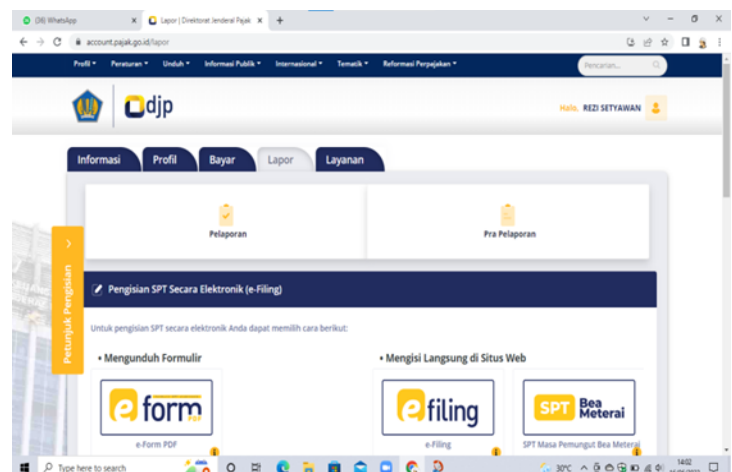 (36) WhatsApp
Lapor | Direktorat Jenderal Pajak
account.pajak.go.id/lapor
Profil Peraturan Unduh Informasi Publik Internasional Tematik Reformasi Perpajakan
Pencarian...
djp
Halo, REZI SETYAWAN
Informasi Profil Bayar Lapor Layanan
Pelaporan Pra Pelaporan
Petunjuk Pengisian
Pengisian SPT Secara Elektronik (e-Filing)
Untuk pengisian SPT secara elektronik Anda dapat memilih cara berikut:
• Mengunduh Formulir • Mengisi Langsung di Situs Web
e form PDF
e filing
SPT Bea Meterai
e-Form PDF e-Filing SPT Masa Pemungut Bea Meterai
Type here to search
30°C
14:02